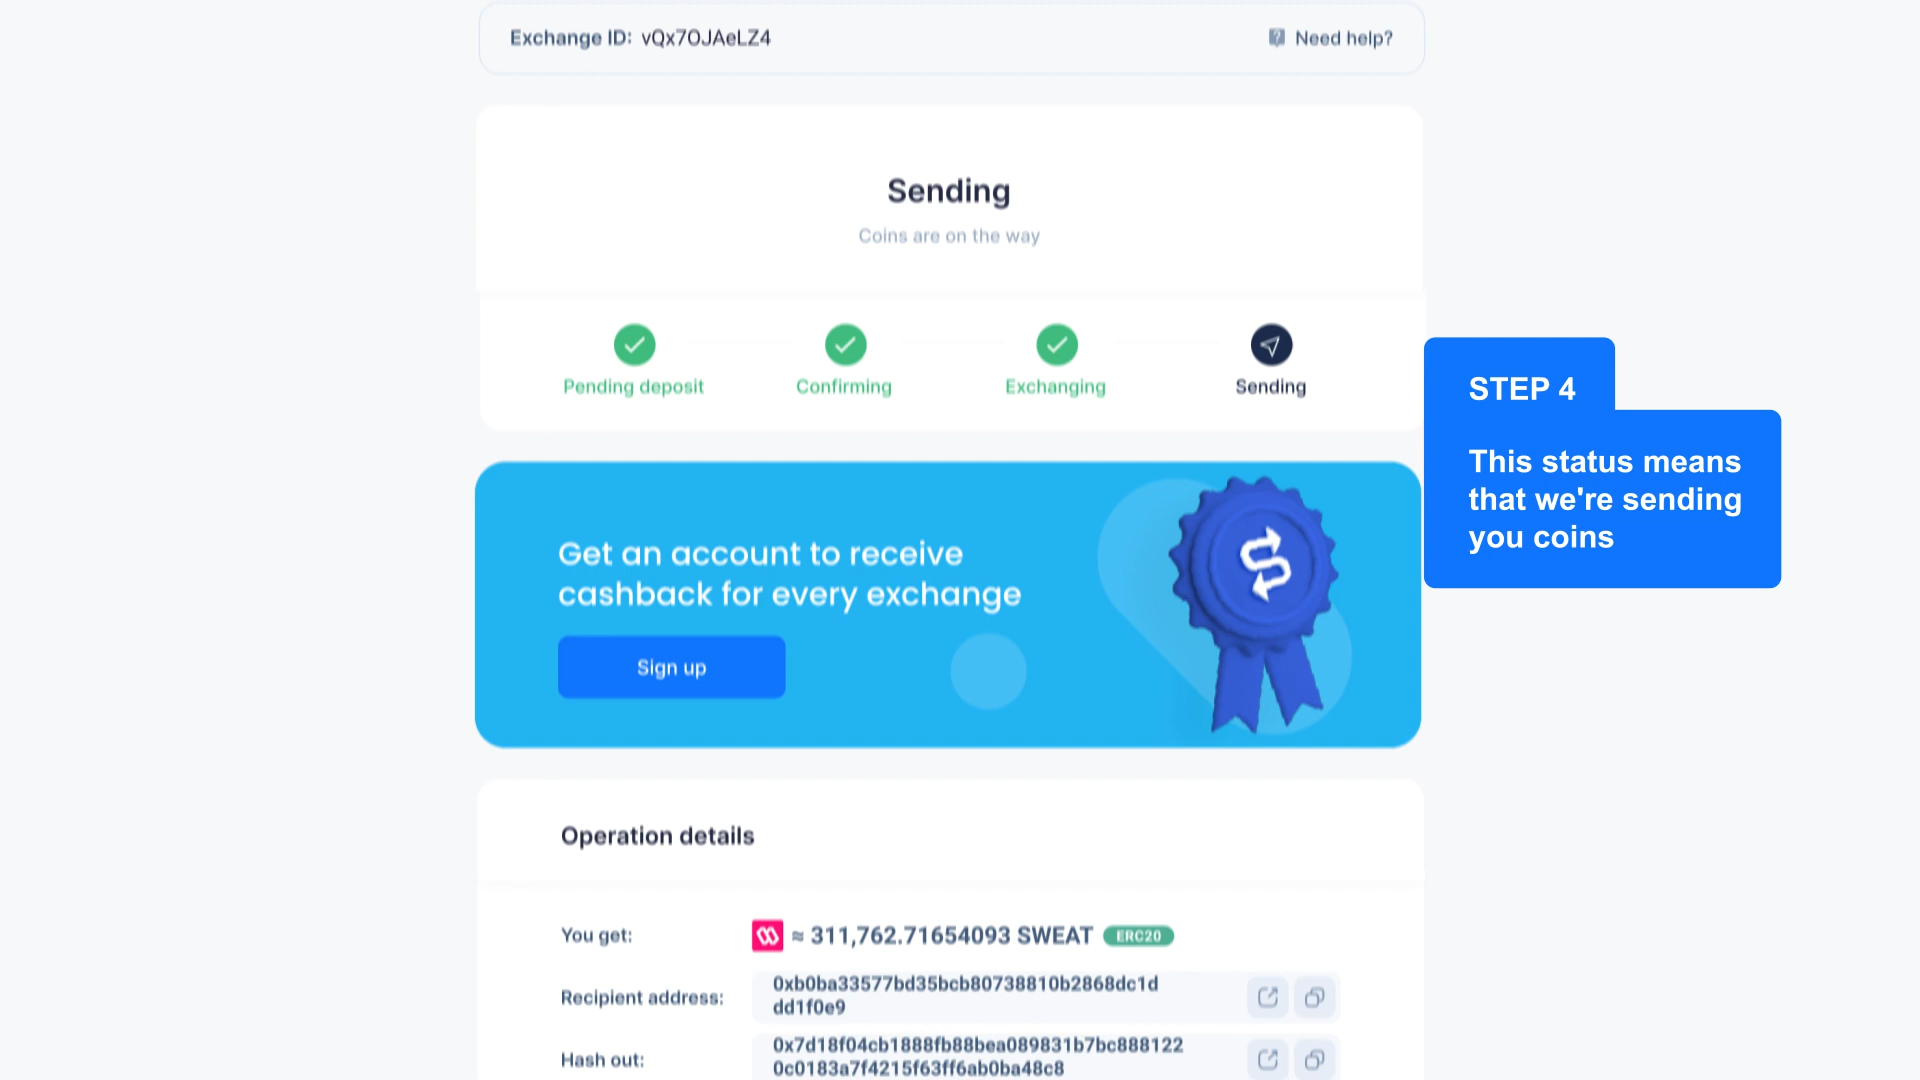 Exchange ID: vQx7OJAeLZ4
Need help?
Sending
Coins are on the way
Pending deposit
Confirming
Exchanging
Sending
STEP 4
This status means
that we're sending
you coins
Get an account to receive
cashback for every exchange
Sign up
Operation details
You get: ≈ 311,762.71654093 SWEAT ERC20
Recipient address: 0xb0ba33577bd35bcb80738810b2868dc1d
dd1f0e9
Hash out: 0x7d18f04cb1888fb88bea089831b7bc888122
0c0183a7f4215f63ff6ab0ba48c8